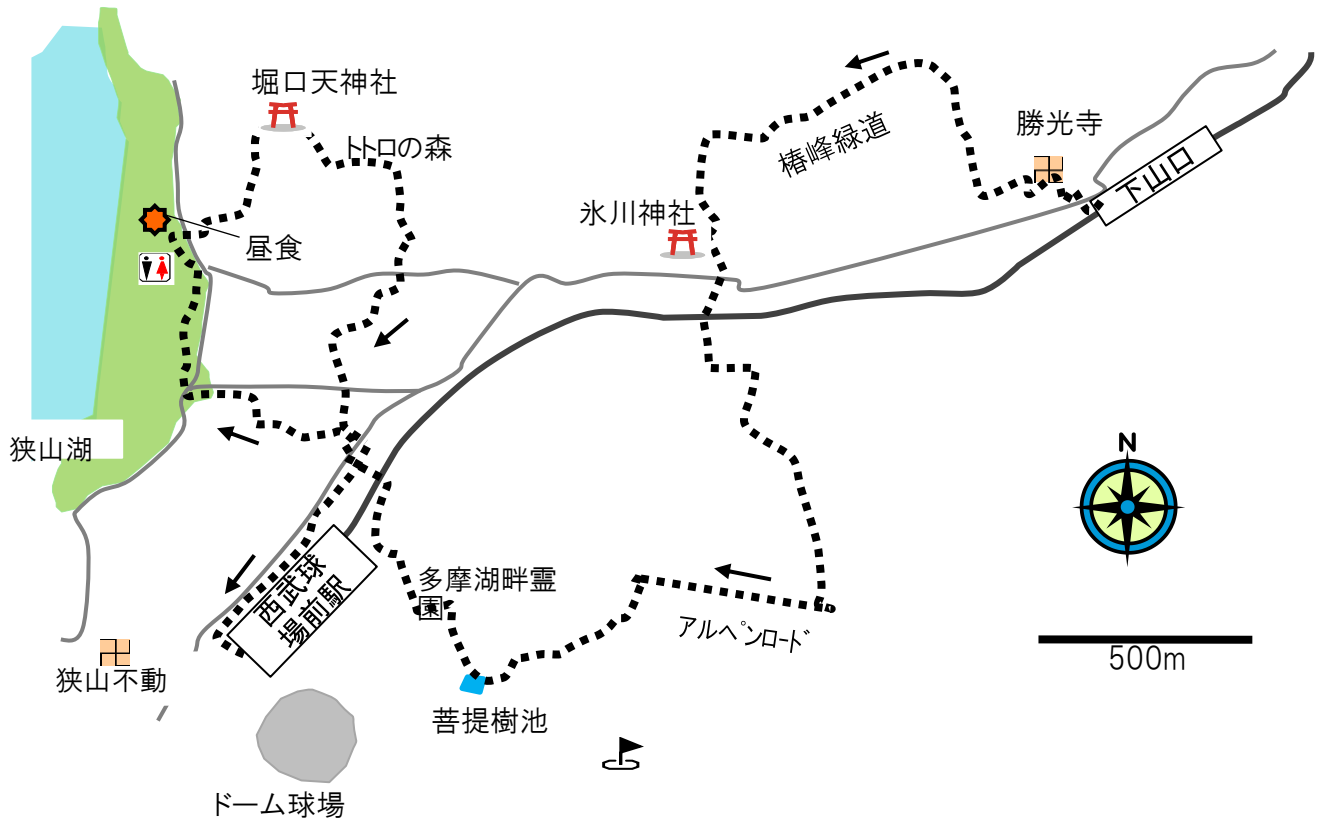 堀口天神社
トトロの森
勝光寺
椿峰緑道
下山口
氷川神社
昼食
狭山湖
N
西武球
場前駅
多摩湖畔霊
園
アルペンロード
500m
狭山不動
菩提樹池
ドーム球場